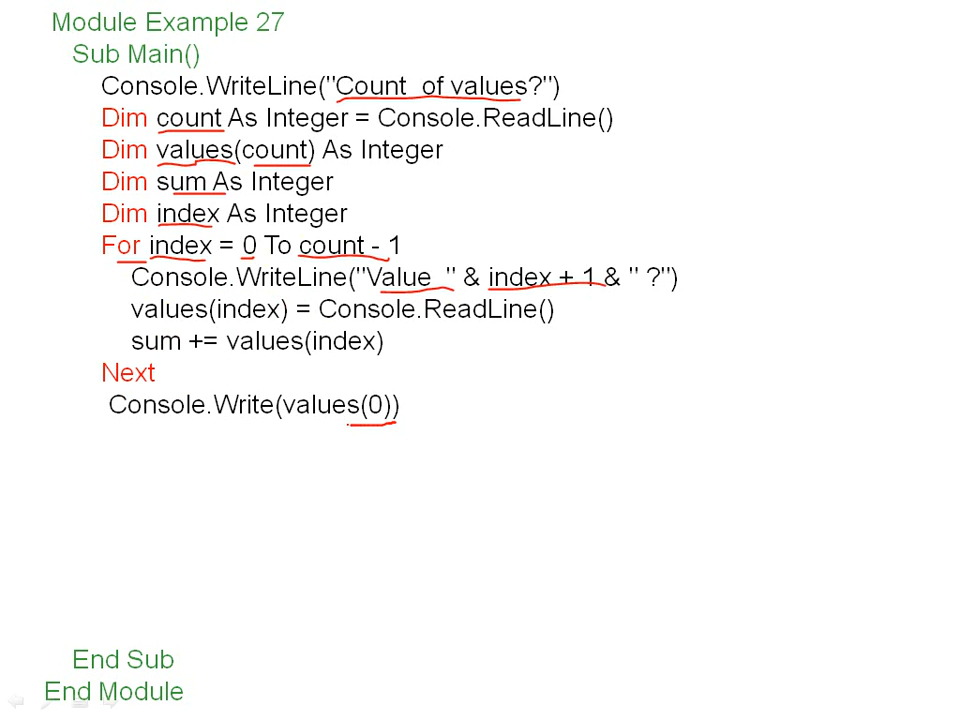 Module Example 27
Sub Main()
Console.WriteLine("Count  of values?")
Dim count As Integer = Console.ReadLine()
Dim values(count) As Integer
Dim sum As Integer
Dim index As Integer
For index = 0 To count - 1
Console.WriteLine("Value  " & index + 1 & " ?")
values(index) = Console.ReadLine()
sum += values(index)
Next
Console.Write(values(0))
End Sub
End Module